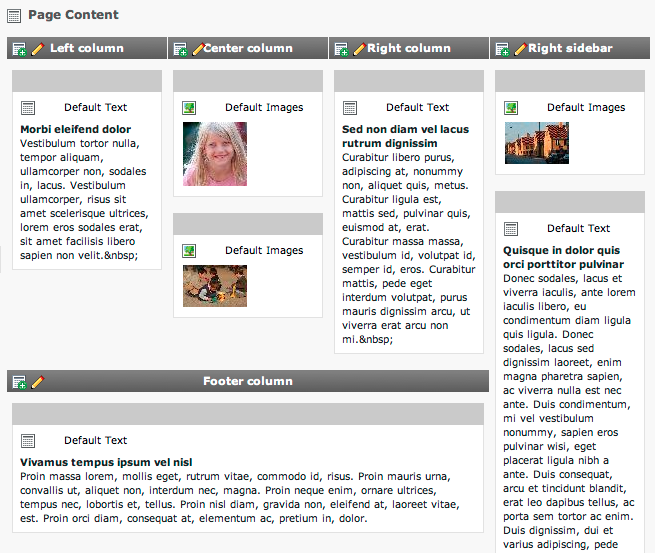 Page Content
Left column
Center column
Right column
Right sidebar
Default Text
Morbi eleifend dolor
Vestibulum tortor nulla,
tempor aliquam,
ullamcorper non, sodales
in, lacus. Vestibulum
ullamcorper, risus sit
amet scelerisque ultrices,
lorem eros sodales erat,
sit amet facilisis libero
sapien non velit.&nbsp;
Default Images
Default Images
Default Text
Sed non diam vel lacus
rutrum dignissim
Curabitur libero purus,
adipiscing at, nonummy
non, aliquet quis, metus.
Curabitur ligula est,
mattis sed, pulvinar quis,
euismod at, erat.
Curabitur massa massa,
vestibulum id, volutpat id,
semper id, eros. Curabitur
mattis, pede eget
interdum volutpat, purus
mauris dignissim arcu, ut
viverra erat arcu non
mi.&nbsp;
Default Images
Default Text
Quisque in dolor quis
orci porttitor pulvinar
Donec sodales, lacus et
viverra iaculis, ante lorem
iaculis libero, eu
condimentum diam ligula
quis ligula. Donec
sodales, lacus sed
dignissim laoreet, enim
magna pharetra sapien,
ac viverra nulla est nec
ante. Duis condimentum,
mi vel vestibulum
nonummy, sapien eros
pulvinar wisi, eget
placerat ligula nibh a
ante. Duis consequat,
arcu et tincidunt blandit,
erat leo dapibus tellus, ac
porta sem tortor ac enim.
Duis dignissim, dui et
varius adipiscing, pede
Footer column
Default Text
Vivamus tempus ipsum vel nisl
Proin massa lorem, mollis eget, rutrum vitae, commodo id, risus. Proin mauris urna,
convallis ut, aliquet non, interdum nec, magna. Proin neque enim, ornare ultrices,
tempus nec, lobortis et, tellus. Proin nisl diam, gravida non, eleifend at, laoreet vitae,
est. Proin orci diam, consequat at, elementum ac, pretium in, dolor.